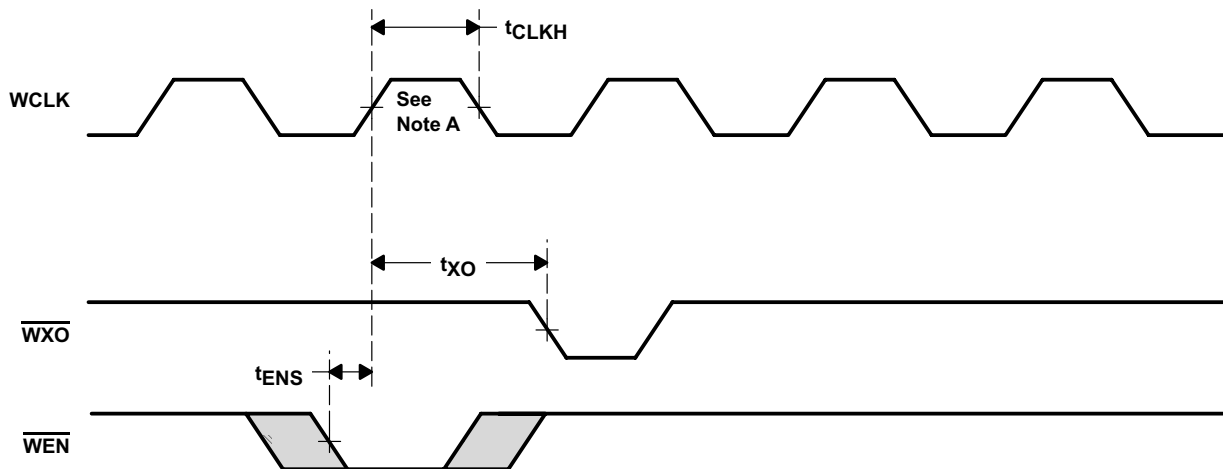 tCLKH
WCLK
See
Note A
tXO
WXO
tENS
WEN